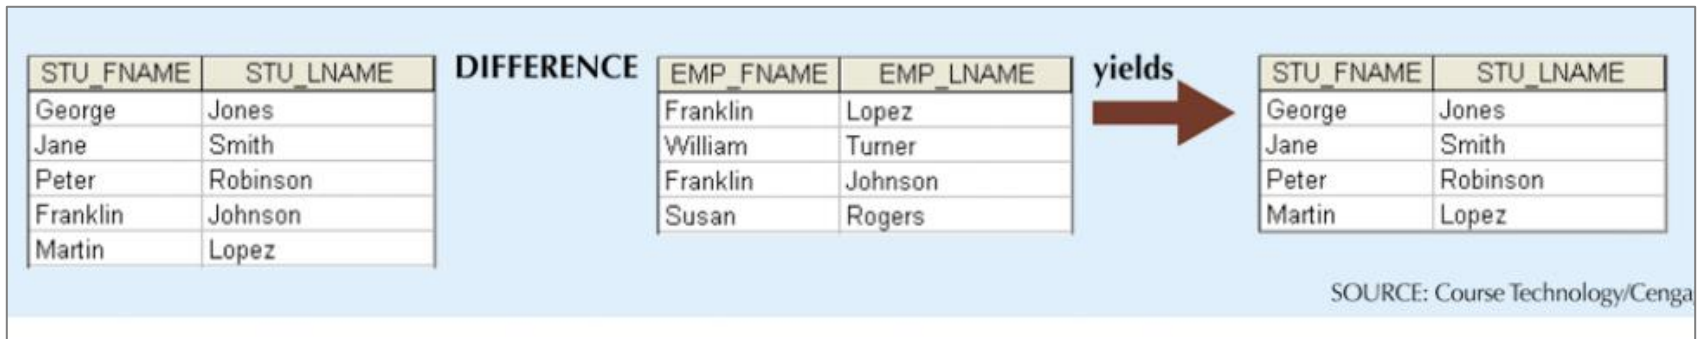 STU_FNAME STU_LNAME
George Jones
Jane Smith
Peter Robinson
Franklin Johnson
Martin Lopez
DIFFERENCE
EMP_FNAME EMP_LNAME
Franklin Lopez
William Turner
Franklin Johnson
Susan Rogers
yields
STU_FNAME STU_LNAME
George Jones
Jane Smith
Peter Robinson
Martin Lopez
SOURCE: Course Technology/Cenga